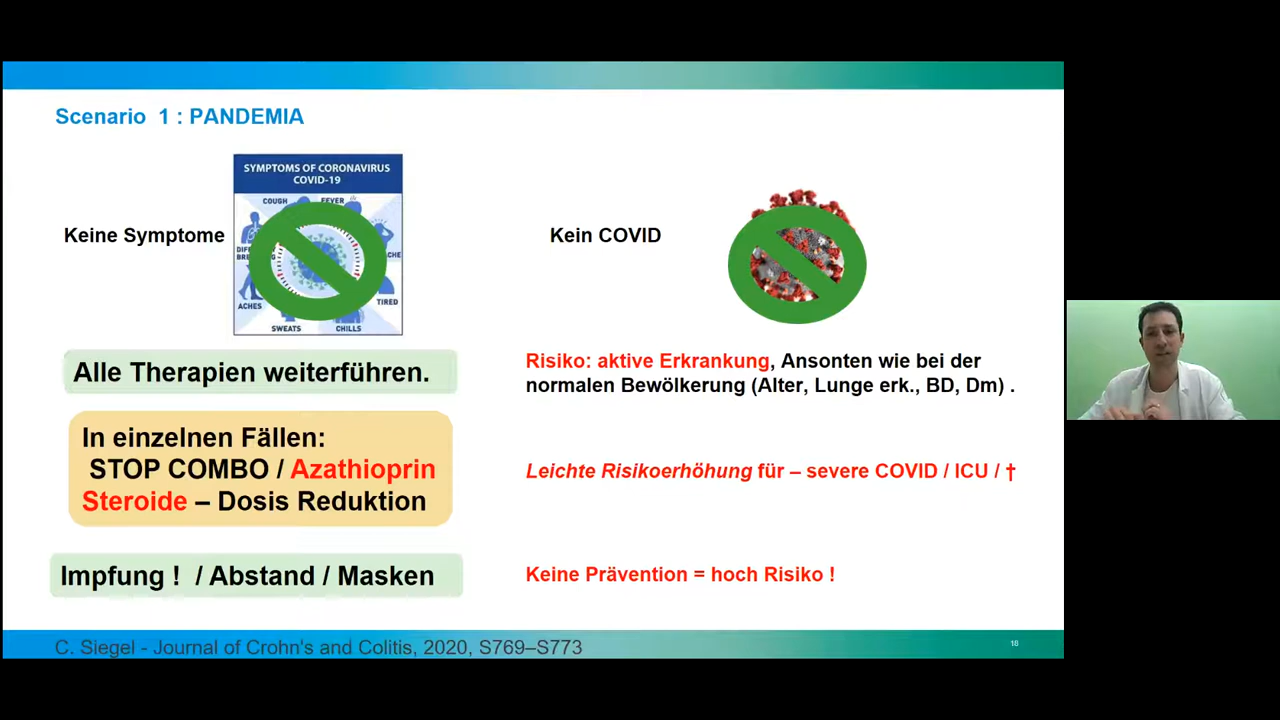 Scenario 1 : PANDEMIA
SYMPTOMS OF CORONAVIRUS
COVID-19
COUGH
FEVER
TIRED
ACHES
SWEATS
CHILLS
Keine Symptome
Kein COVID
Alle Therapien weiterführen.
Risiko: aktive Erkrankung, Ansonten wie bei der
normalen Bewölkerung (Alter, Lunge erk., BD, Dm) .
In einzelnen Fällen:
STOP COMBO / Azathioprin
Steroide – Dosis Reduktion
Leichte Risikoerhöhung für – severe COVID / ICU / †
Impfung ! / Abstand / Masken
Keine Prävention = hoch Risiko !
C. Siegel - Journal of Crohn's and Colitis, 2020, S769–S773
18